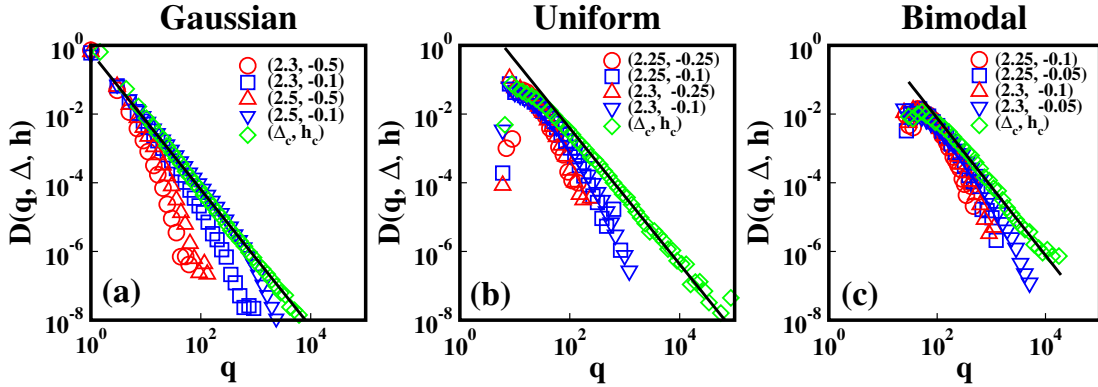 Gaussian
Uniform
Bimodal
D(q, Δ, h)
10^0
10^-2
10^-4
10^-6
10^-8
(2.3, -0.5)
(2.3, -0.1)
(2.5, -0.5)
(2.5, -0.1)
(Δ_c, h_c)
(a)
10^0
10^2
10^4
q
D(q, Δ, h)
10^0
10^-2
10^-4
10^-6
10^-8
(2.25, -0.25)
(2.25, -0.1)
(2.3, -0.25)
(2.3, -0.1)
(Δ_c, h_c)
(b)
10^0
10^2
10^4
q
D(q, Δ, h)
10^0
10^-2
10^-4
10^-6
10^-8
(2.25, -0.1)
(2.25, -0.05)
(2.3, -0.1)
(2.3, -0.05)
(Δ_c, h_c)
(c)
10^0
10^2
10^4
q